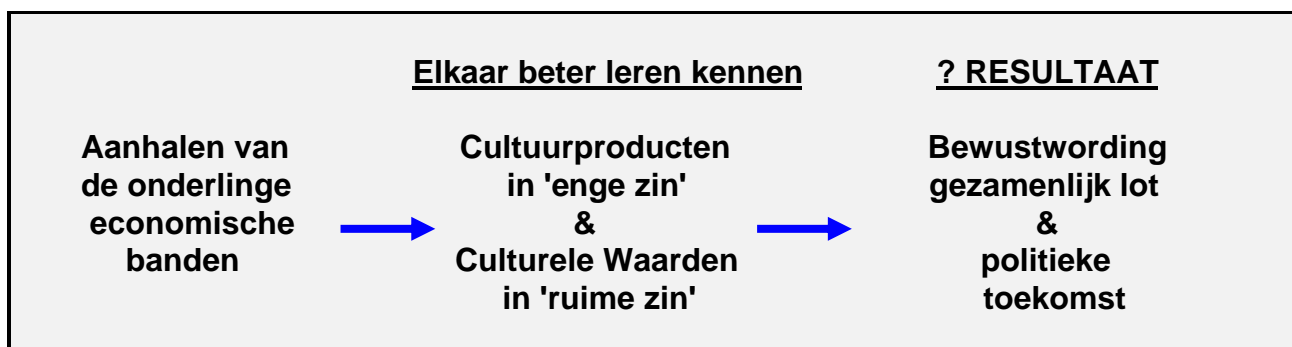 Elkaar beter leren kennen
? RESULTAAT
Aanhalen van
de onderlinge
economische
banden
Cultuurproducten
in 'enge zin'
&
Culturele Waarden
in 'ruime zin'
Bewustwording
gezamenlijk lot
&
politieke
toekomst